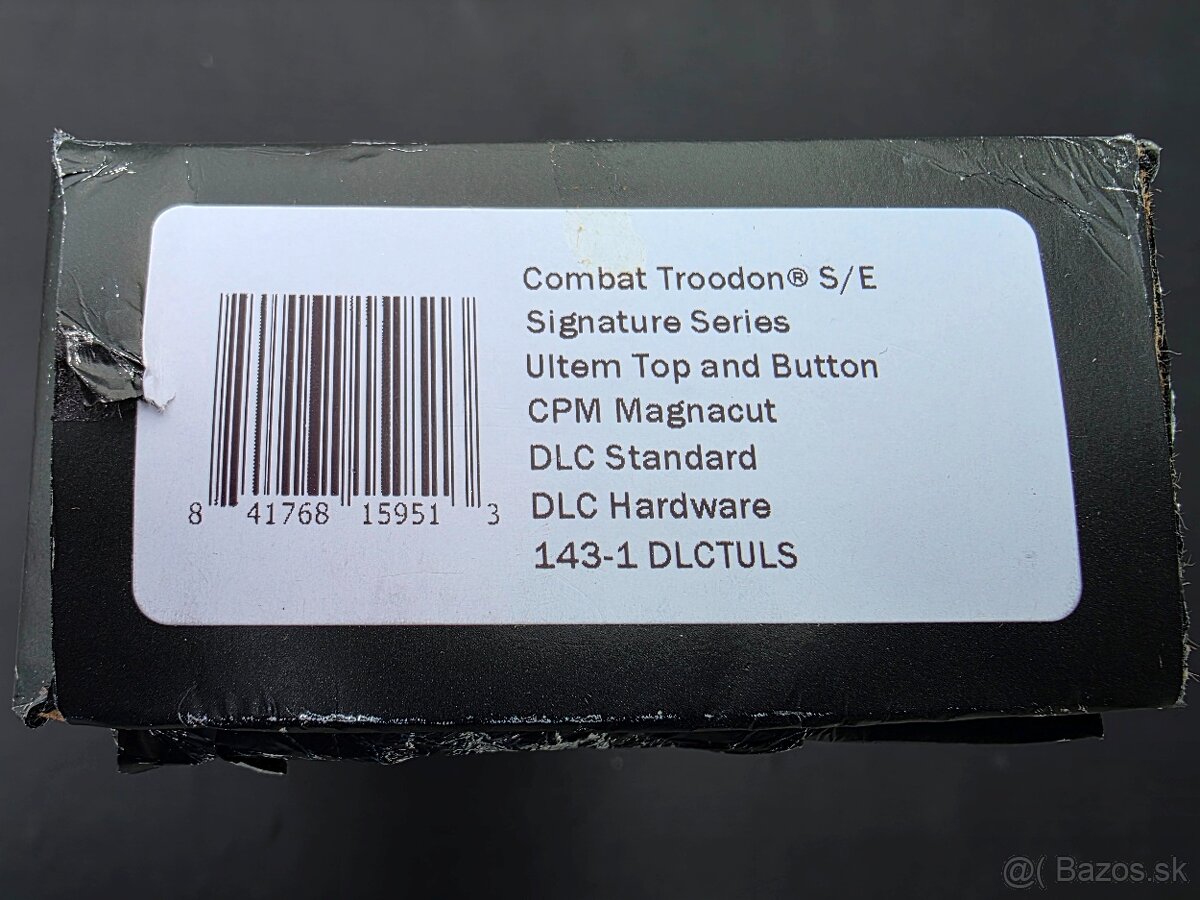 Combat Troodon® S/E
Signature Series
Ultem Top and Button
CPM Magnacut
DLC Standard
DLC Hardware
143-1 DLCTULS
8 41768 15951 3
@( Bazos.sk